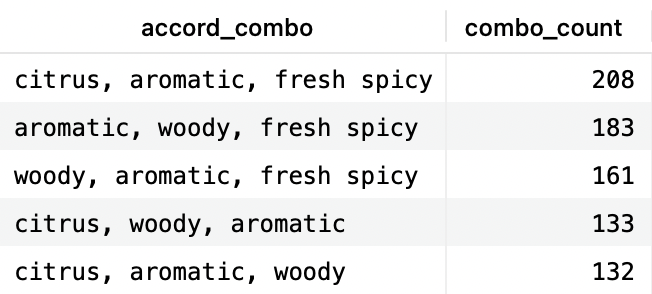 accord_combo combo_count
citrus, aromatic, fresh spicy 208
aromatic, woody, fresh spicy 183
woody, aromatic, fresh spicy 161
citrus, woody, aromatic 133
citrus, aromatic, woody 132